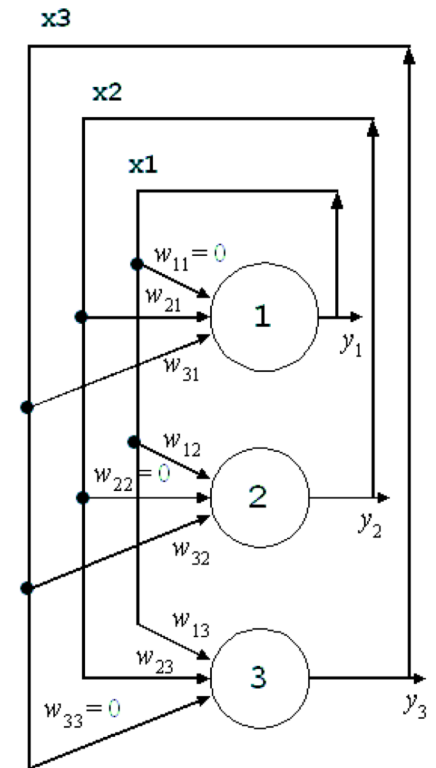 x3
x2
x1
w₁₁ = 0
w₂₁
1
y₁
w₃₁
w₁₂
w₂₂ = 0
2
y₂
w₃₂
w₁₃
w₂₃
3
w₃₃ = 0
y₃